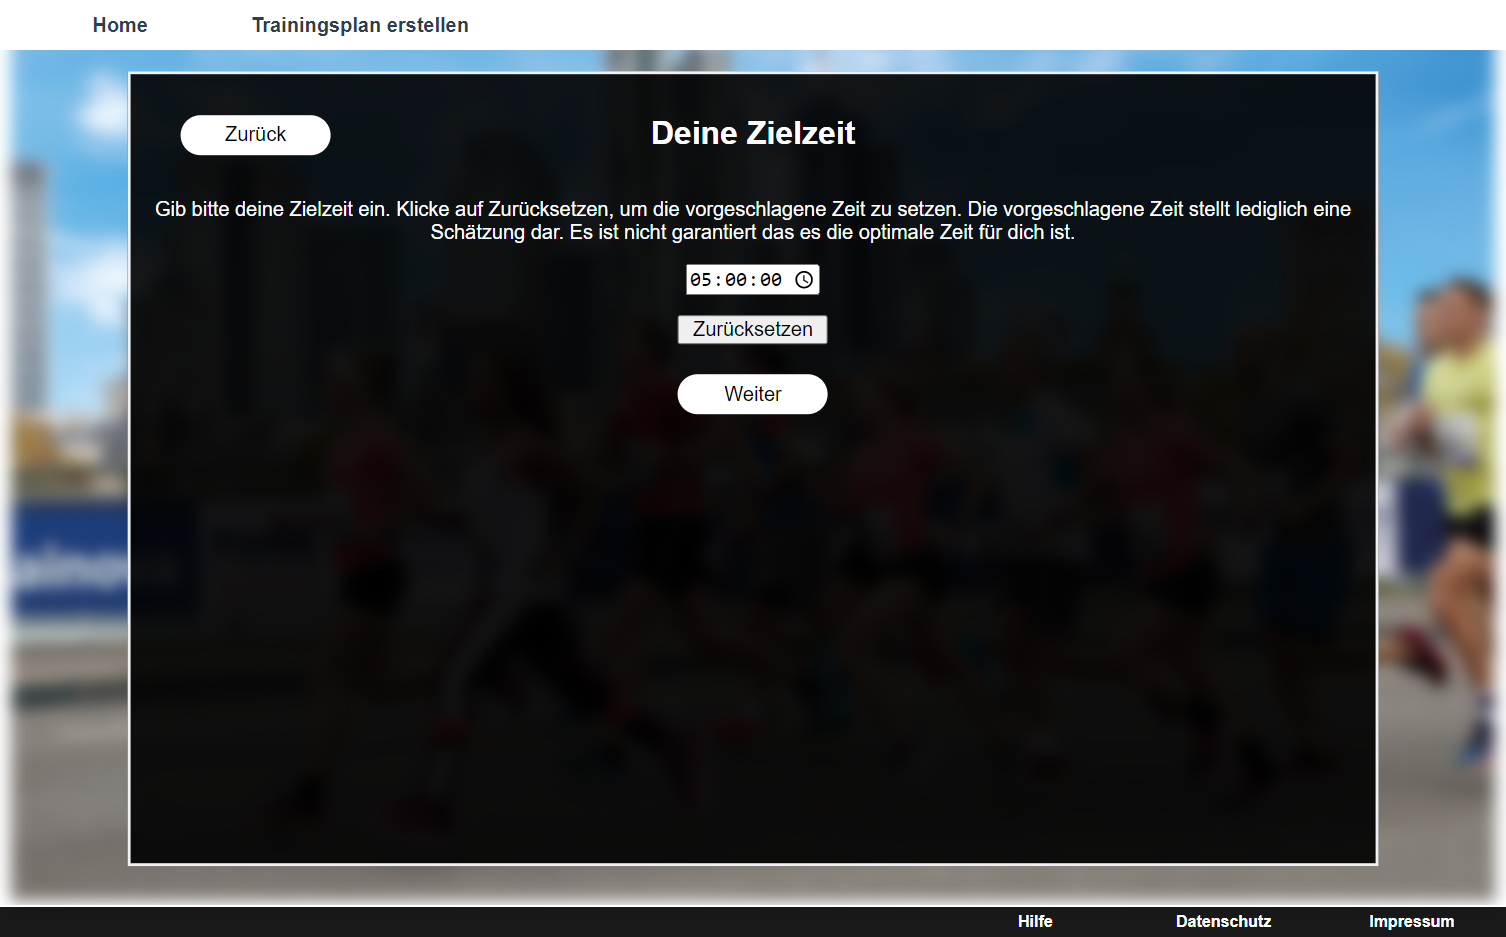 Home Trainingsplan erstellen
Zurück
Deine Zielzeit
Gib bitte deine Zielzeit ein. Klicke auf Zurücksetzen, um die vorgeschlagene Zeit zu setzen. Die vorgeschlagene Zeit stellt lediglich eine
Schätzung dar. Es ist nicht garantiert das es die optimale Zeit für dich ist.
05:00:00
Zurücksetzen
Weiter
Hilfe Datenschutz Impressum